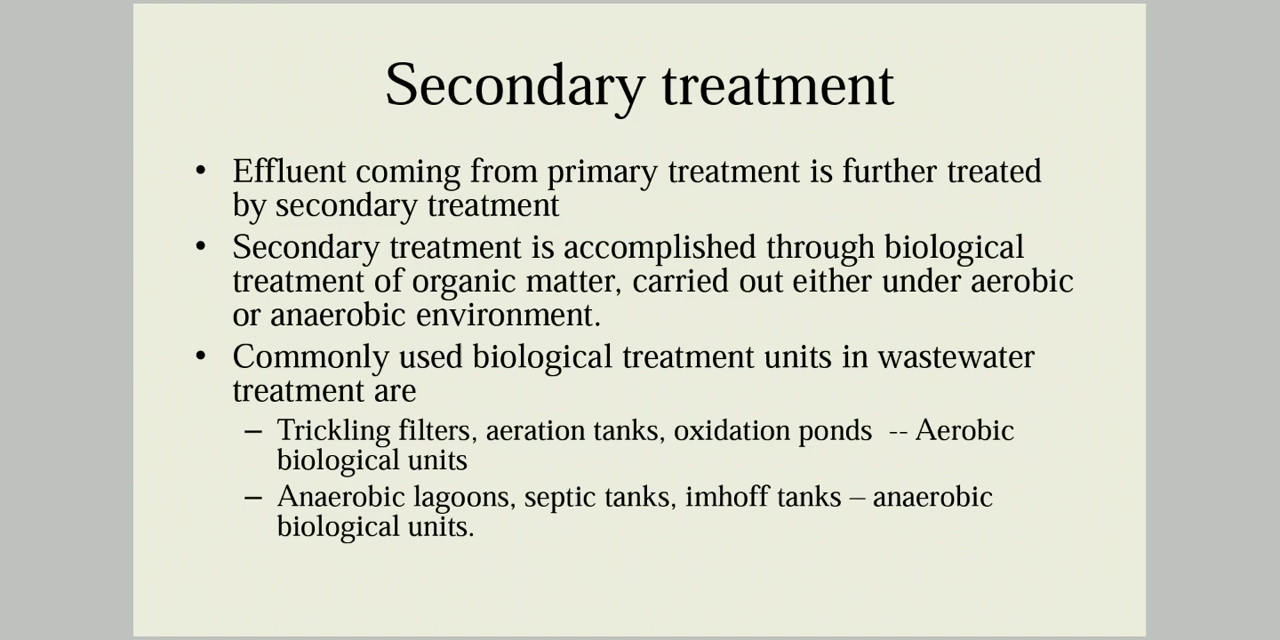 Secondary treatment
• Effluent coming from primary treatment is further treated
by secondary treatment
• Secondary treatment is accomplished through biological
treatment of organic matter, carried out either under aerobic
or anaerobic environment.
• Commonly used biological treatment units in wastewater
treatment are
– Trickling filters, aeration tanks, oxidation ponds  -- Aerobic
biological units
– Anaerobic lagoons, septic tanks, imhoff tanks – anaerobic
biological units.